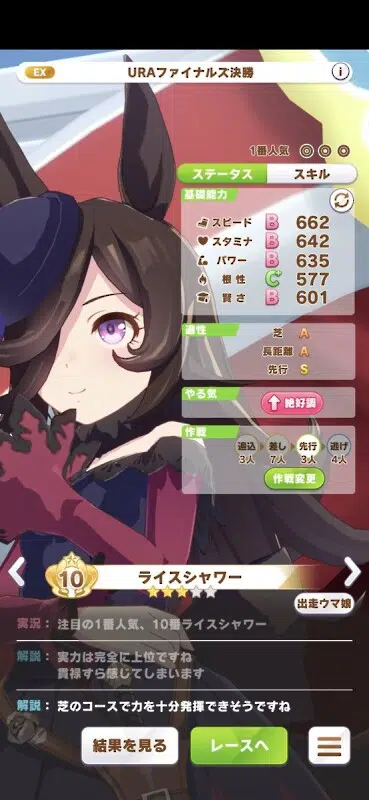 EX
URAファイナルズ決勝
i
1番人気 ◎ ◎ ◎
ステータス スキル
基礎能力
スピード B 662
スタミナ B 642
パワー B 635
根性 C+ 577
賢さ B 601
適性
芝 A
長距離 A
先行 S
やる気
絶好調
作戦
追込 差し 先行 逃げ
3人 7人 3人 4人
作戦変更
10 ライスシャワー
出走ウマ娘
実況： 注目の1番人気、10番ライスシャワー
解説： 実力は完全に上位ですね
貫禄すら感じてしまいます
解説： 芝のコースで力を十分発揮できそうですね
結果を見る レースへ